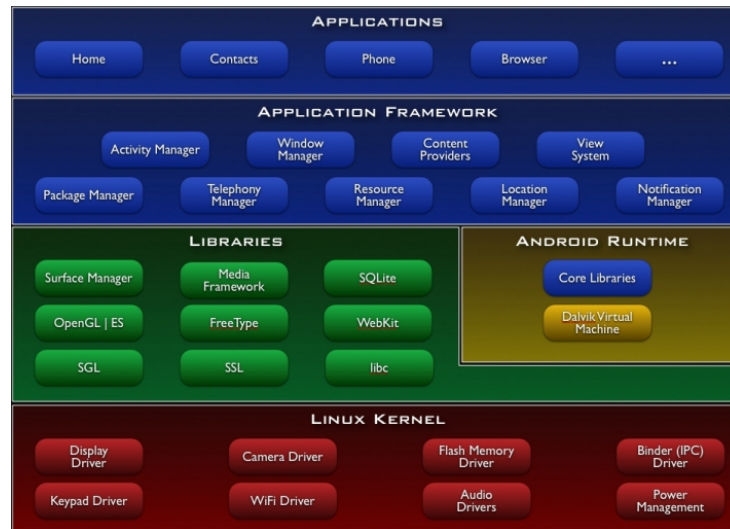 APPLICATIONS
Home
Contacts
Phone
Browser
...
APPLICATION FRAMEWORK
Activity Manager
Window
Manager
Content
Providers
View
System
Package Manager
Telephony
Manager
Resource
Manager
Location
Manager
Notification
Manager
LIBRARIES
Surface Manager
Media
Framework
SQLite
OpenGL | ES
FreeType
WebKit
SGL
SSL
libc
ANDROID RUNTIME
Core Libraries
Dalvik Virtual
Machine
LINUX KERNEL
Display
Driver
Camera Driver
Flash Memory
Driver
Binder (IPC)
Driver
Keypad Driver
WiFi Driver
Audio
Drivers
Power
Management